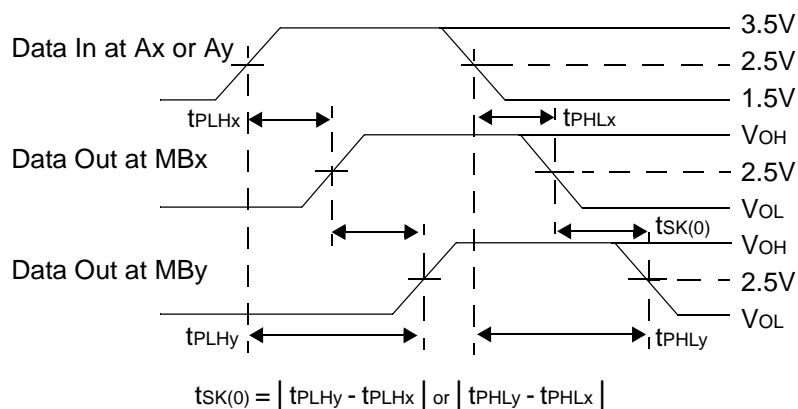 3.5V
Data In at Ax or Ay
2.5V
1.5V
tPLHx
tPHLx
VOH
Data Out at MBx
2.5V
VOL
tSK(0)
VOH
Data Out at MBy
2.5V
VOL
tPLHy
tPHLy
tSK(0) = | tPLHy - tPLHx | or | tPHLy - tPHLx |